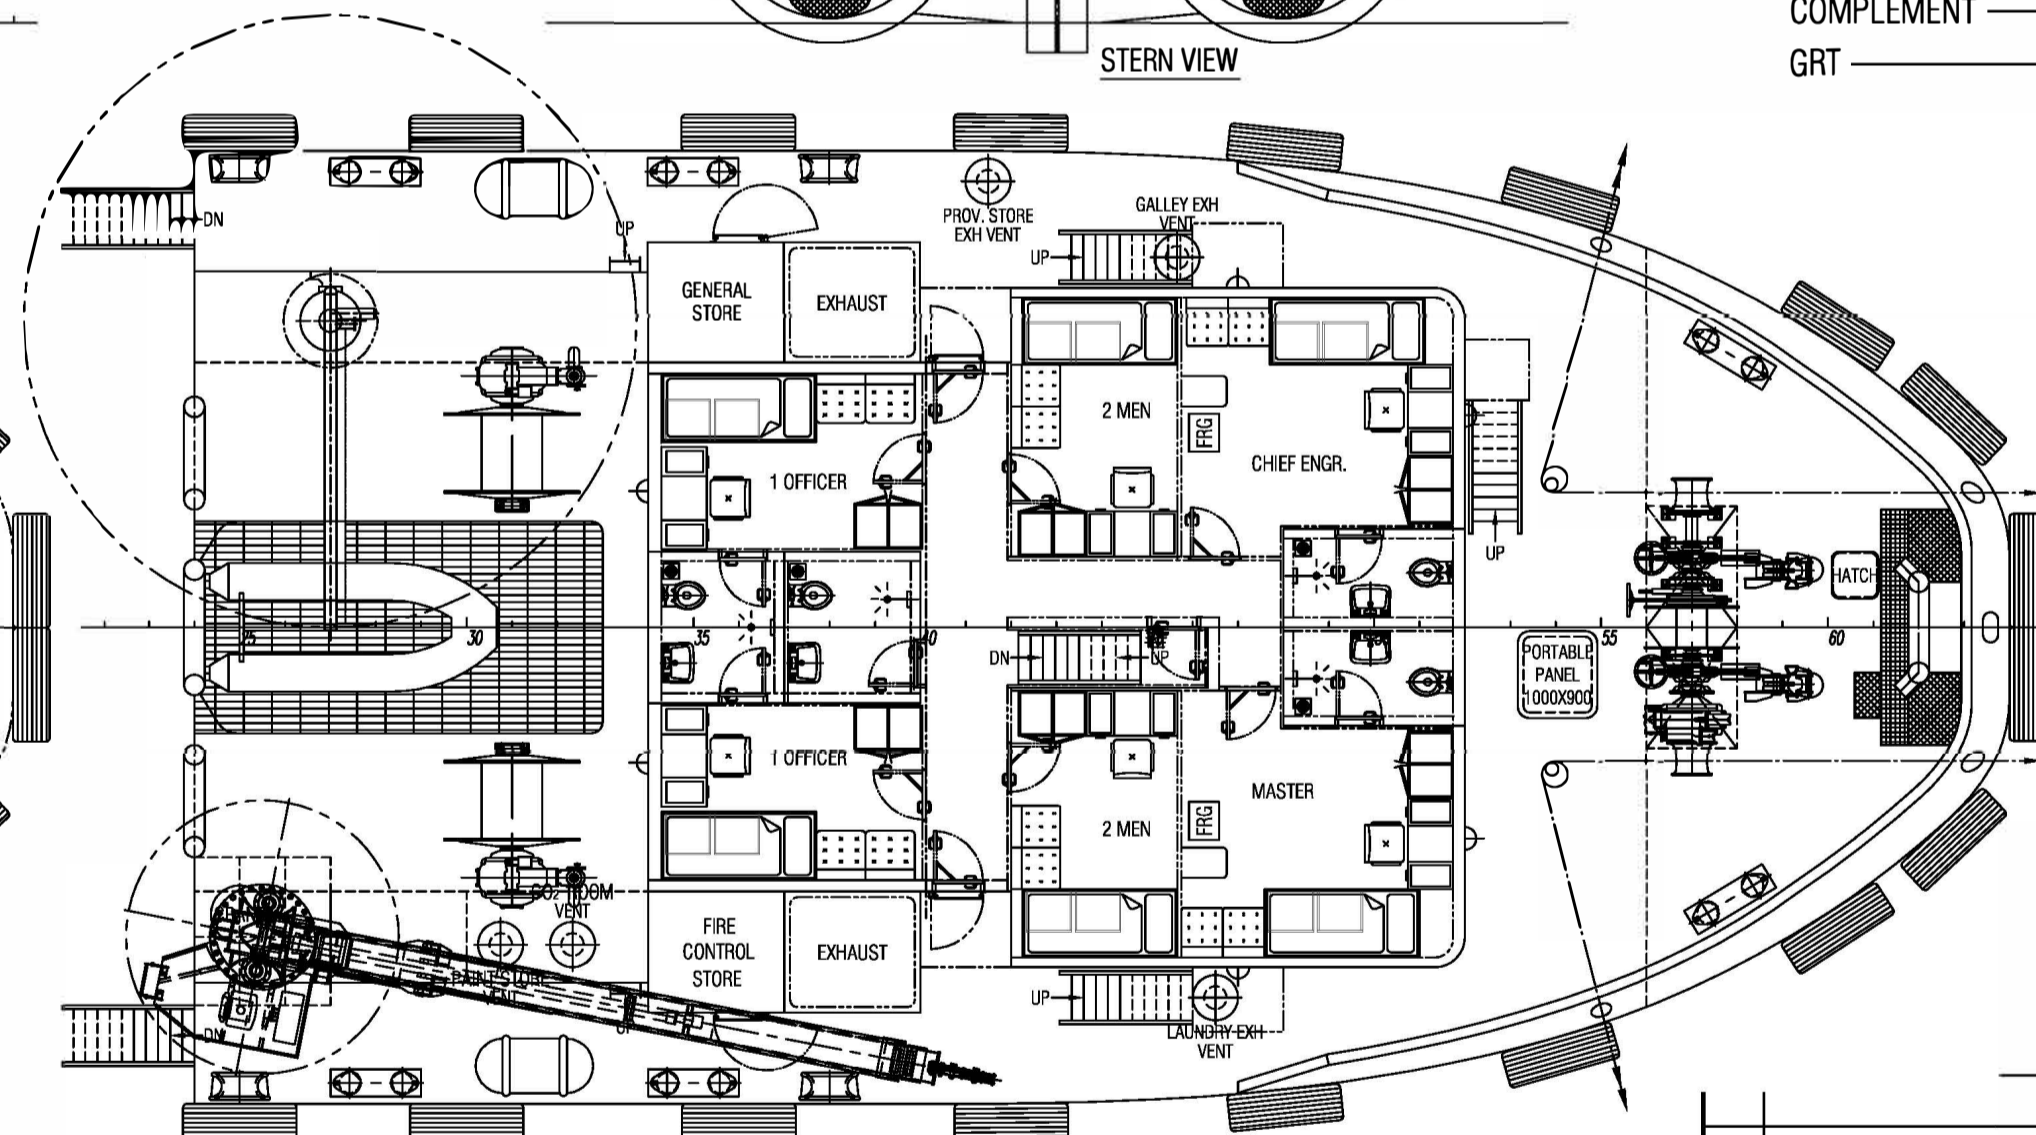 COMPLEMENT
GRT
STERN VIEW
DN
UP
PROV. STORE
EXH VENT
GALLEY EXH
VENT
UP
GENERAL
STORE
EXHAUST
2 MEN
FRG
CHIEF ENGR.
1 OFFICER
UP
HATCH
25
30
35
40
55
60
DN
UP
PORTABLE
PANEL
1000X900
1 OFFICER
2 MEN
FRG
MASTER
CO2 ROOM
VENT
FIRE
CONTROL
STORE
EXHAUST
PAINT STORE
VENT
UP
DN
UP
LAUNDRY EXH
VENT